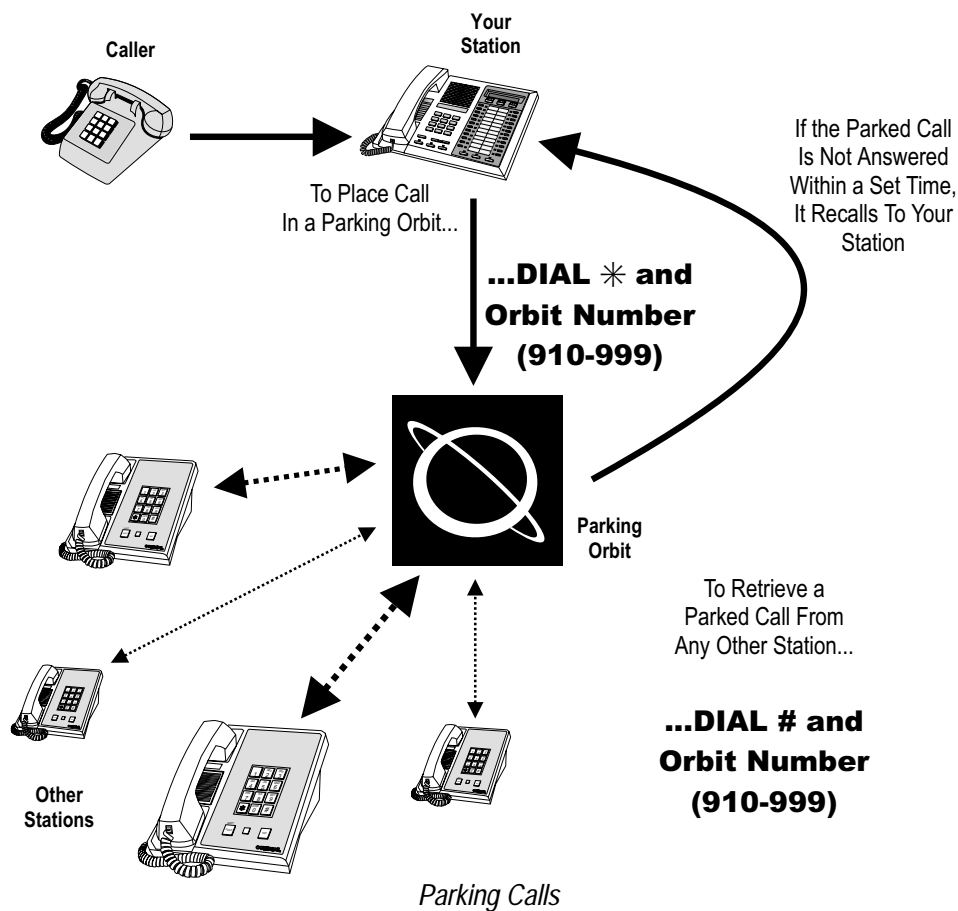 Your
Station
Caller
If the Parked Call
Is Not Answered
Within a Set Time,
It Recalls To Your
Station
To Place Call
In a Parking Orbit...
...DIAL ✳ and
Orbit Number
(910-999)
Parking
Orbit
To Retrieve a
Parked Call From
Any Other Station...
...DIAL # and
Orbit Number
(910-999)
Other
Stations
Parking Calls